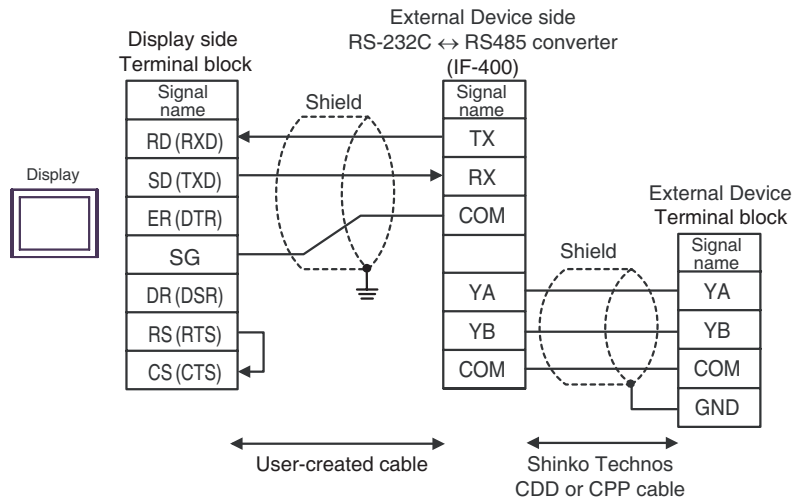 External Device side
RS-232C ↔ RS485 converter
(IF-400)
Display side
Terminal block
Signal
name
RD (RXD)
SD (TXD)
ER (DTR)
SG
DR (DSR)
RS (RTS)
CS (CTS)
Shield
Signal
name
TX
RX
COM
YA
YB
COM
Display
External Device
Terminal block
Shield
Signal
name
YA
YB
COM
GND
User-created cable
Shinko Technos
CDD or CPP cable